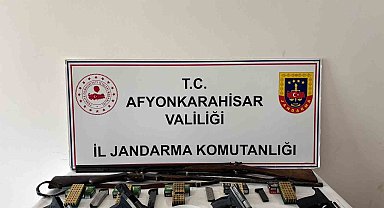 T.C.
AFYONKARAHİSAR
VALİLİĞİ
İL JANDARMA KOMUTANLIĞI